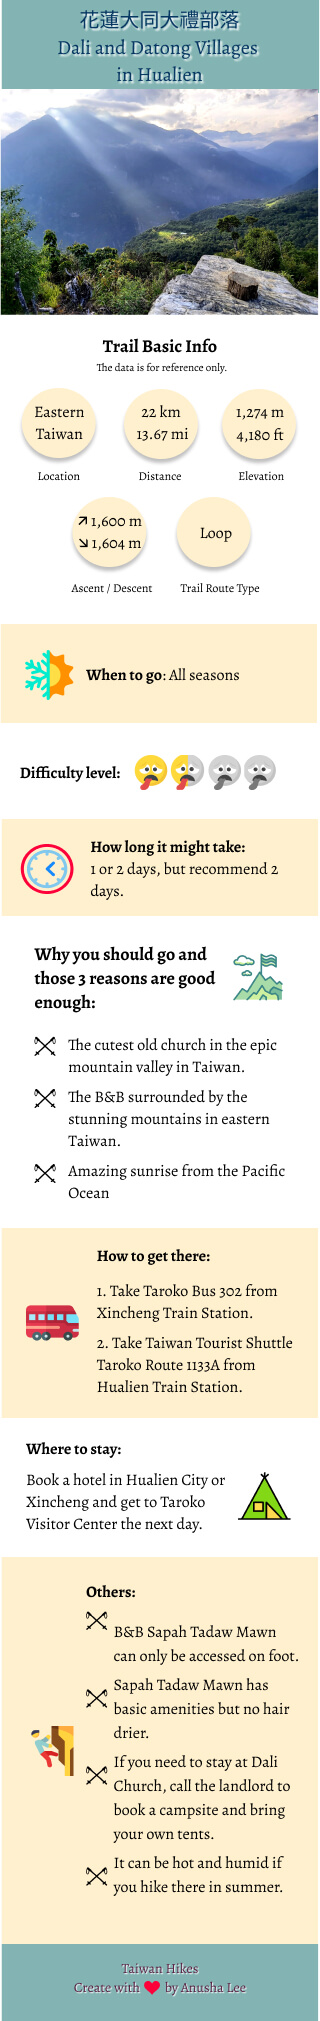 花蓮大同大禮部落
Dali and Datong Villages
in Hualien
Trail Basic Info
The data is for reference only.
Eastern
Taiwan
Location
22 km
13.67 mi
Distance
1,274 m
4,180 ft
Elevation
1,600 m
1,604 m
Ascent / Descent
Loop
Trail Route Type
When to go: All seasons
Difficulty level:
How long it might take:
1 or 2 days, but recommend 2
days.
Why you should go and
those 3 reasons are good
enough:
The cutest old church in the epic
mountain valley in Taiwan.
The B&B surrounded by the
stunning mountains in eastern
Taiwan.
Amazing sunrise from the Pacific
Ocean
How to get there:
1. Take Taroko Bus 302 from
Xincheng Train Station.
2. Take Taiwan Tourist Shuttle
Taroko Route 1133A from
Hualien Train Station.
Where to stay:
Book a hotel in Hualien City or
Xincheng and get to Taroko
Visitor Center the next day.
Others:
B&B Sapah Tadaw Mawn
can only be accessed on foot.
Sapah Tadaw Mawn has
basic amenities but no hair
drier.
If you need to stay at Dali
Church, call the landlord to
book a campsite and bring
your own tents.
It can be hot and humid if
you hike there in summer.
Taiwan Hikes
Create with ❤ by Anusha Lee